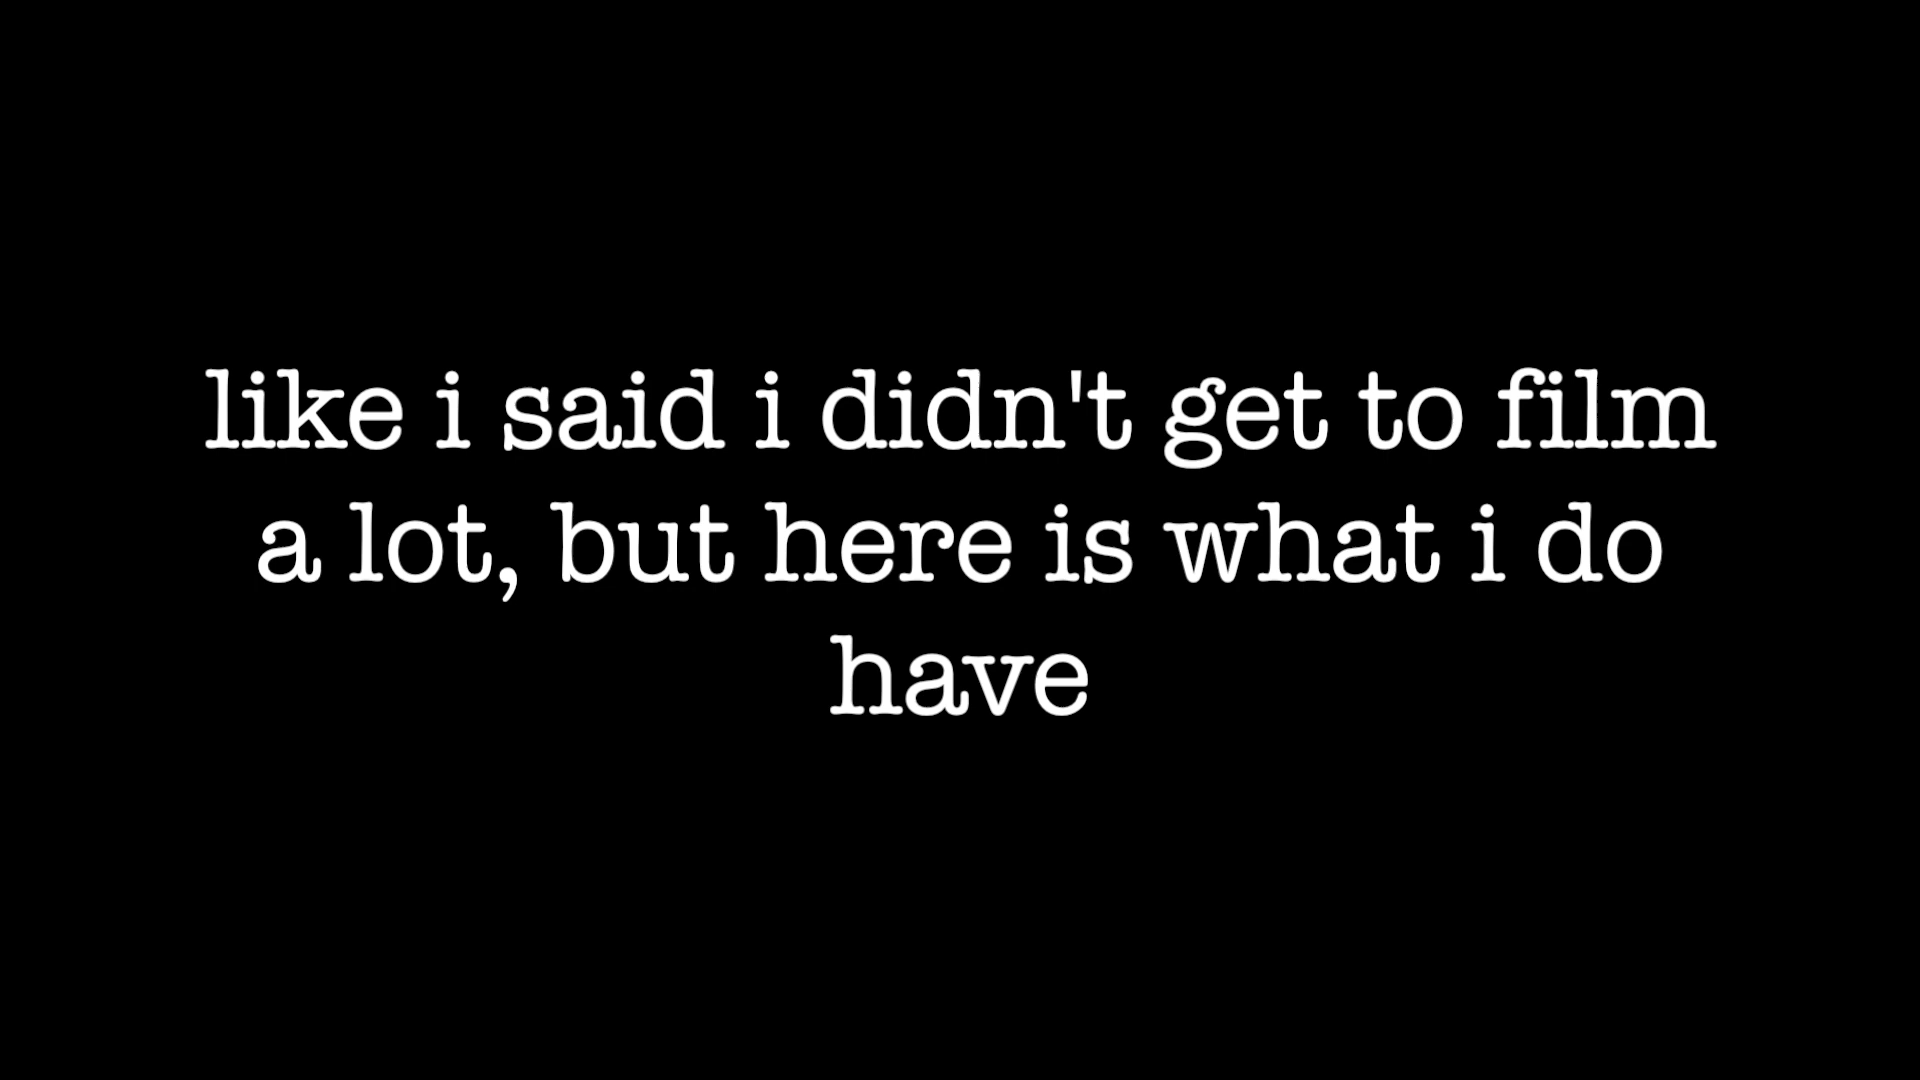 like i said i didn't get to film
a lot, but here is what i do
have